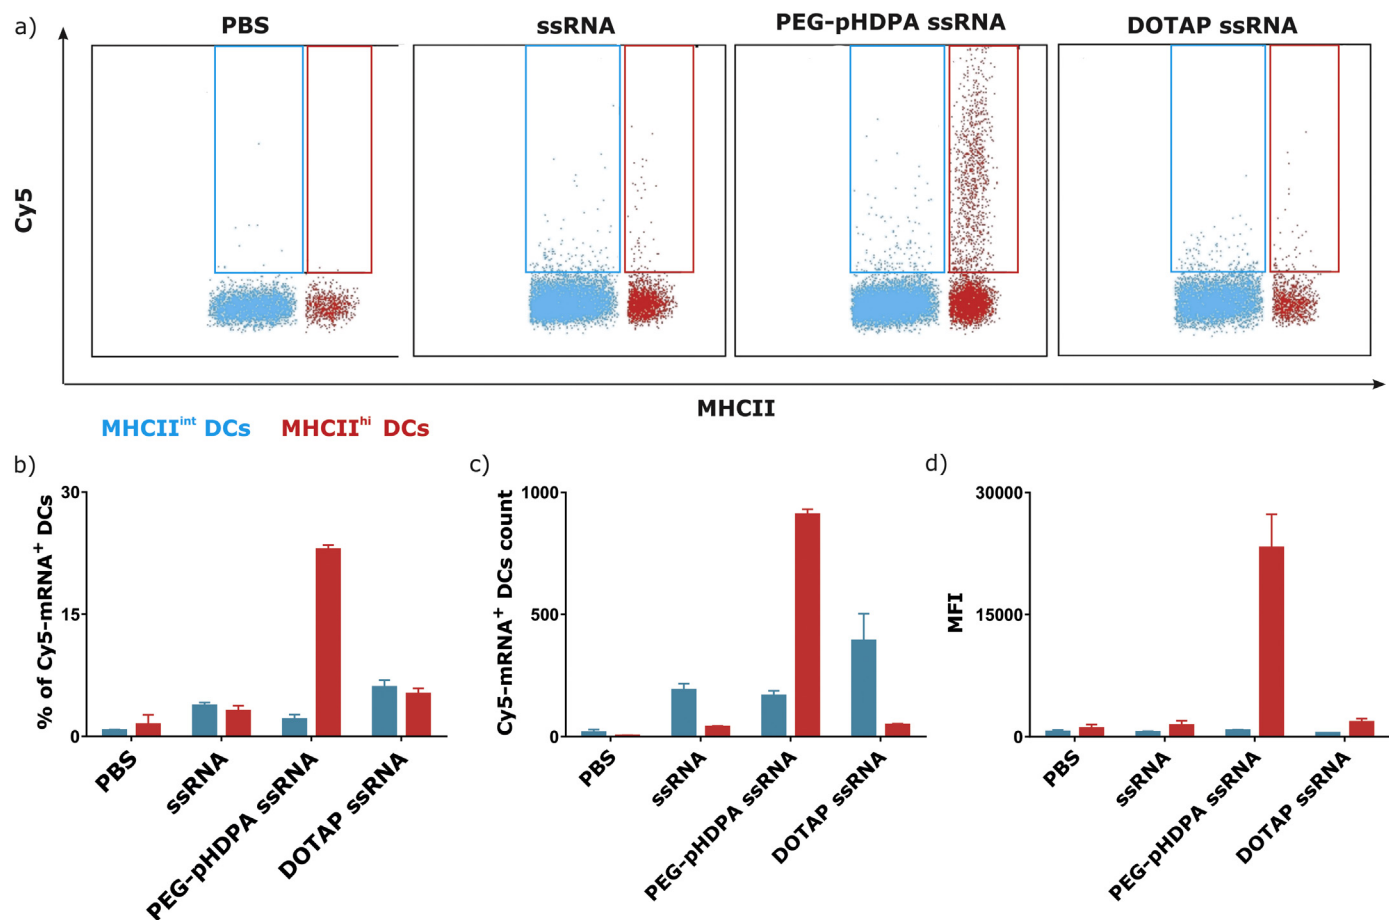 a)
PBS
ssRNA
PEG-pHDPA ssRNA
DOTAP ssRNA
Cy5
MHCII
MHCIIint DCs
MHCIIhi DCs
b)
% of Cy5-mRNA+ DCs
30
15
0
PBS
ssRNA
PEG-pHDPA ssRNA
DOTAP ssRNA
c)
Cy5-mRNA+ DCs count
1000
500
0
PBS
ssRNA
PEG-pHDPA ssRNA
DOTAP ssRNA
d)
MFI
30000
15000
0
PBS
ssRNA
PEG-pHDPA ssRNA
DOTAP ssRNA